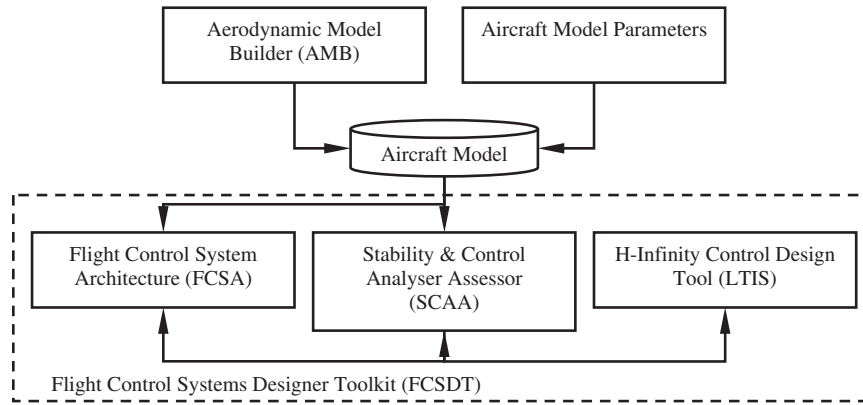 Aerodynamic Model
Builder (AMB)
Aircraft Model Parameters
Aircraft Model
Flight Control System
Architecture (FCSA)
Stability & Control
Analyser Assessor
(SCAA)
H-Infinity Control Design
Tool (LTIS)
Flight Control Systems Designer Toolkit (FCSDT)